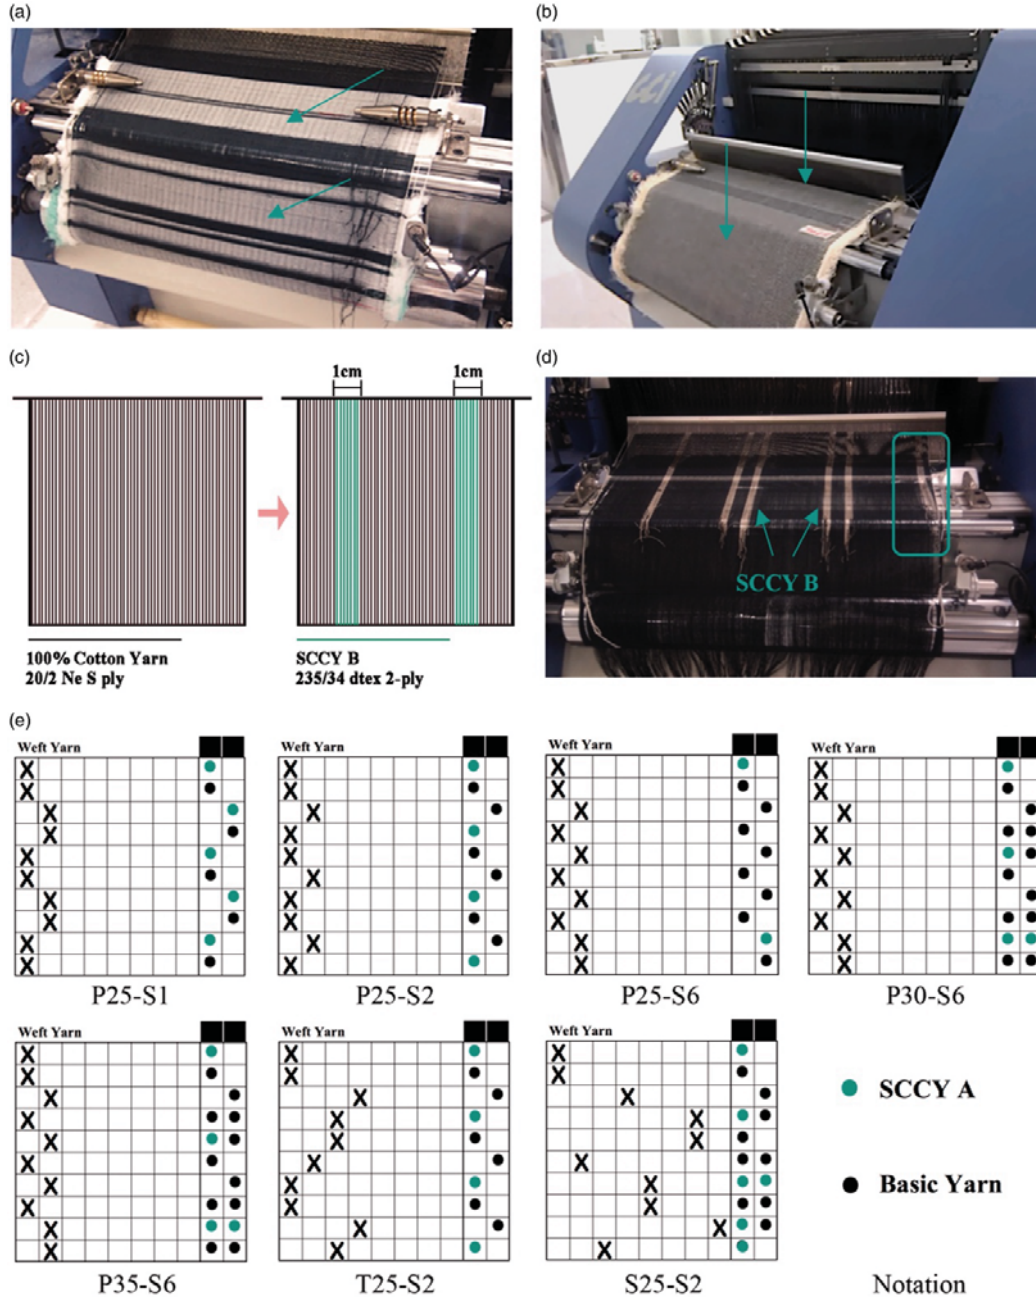 (a)
(b)
CCI
(c)
(d)
1cm
1cm
SCCY B
100% Cotton Yarn
20/2 Ne S ply
SCCY B
235/34 dtex 2-ply
(e)
Weft Yarn
Weft Yarn
Weft Yarn
Weft Yarn
P25-S1
P25-S2
P25-S6
P30-S6
Weft Yarn
Weft Yarn
Weft Yarn
SCCY A
Basic Yarn
P35-S6
T25-S2
S25-S2
Notation